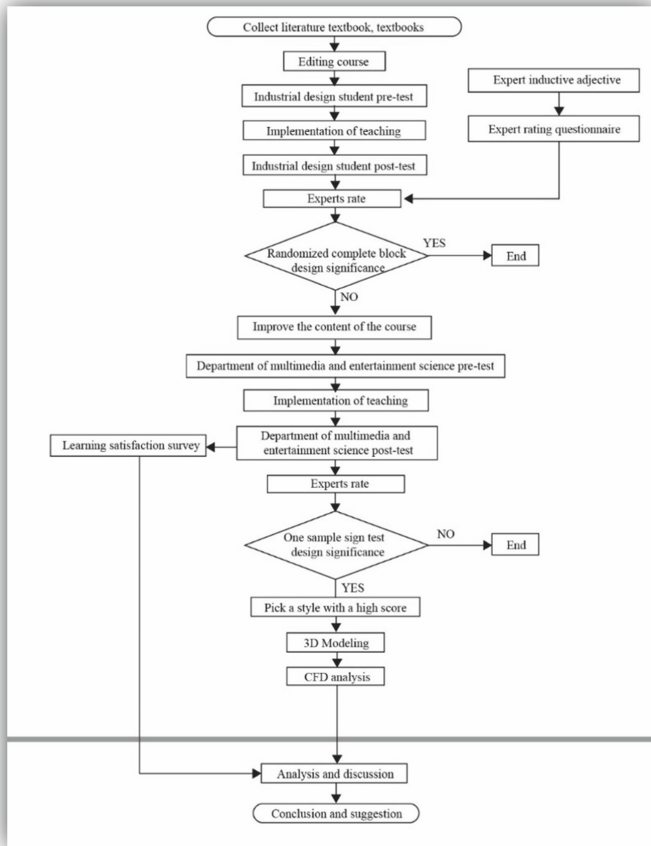 Collect literature textbook, textbooks
Editing course
Expert inductive adjective
Industrial design student pre-test
Implementation of teaching
Expert rating questionnaire
Industrial design student post-test
Experts rate
Randomized complete block
design significance
YES
End
NO
Improve the content of the course
Department of multimedia and entertainment science pre-test
Implementation of teaching
Learning satisfaction survey
Department of multimedia and
entertainment science post-test
Experts rate
One sample sign test
design significance
NO
End
YES
Pick a style with a high score
3D Modeling
CFD analysis
Analysis and discussion
Conclusion and suggestion